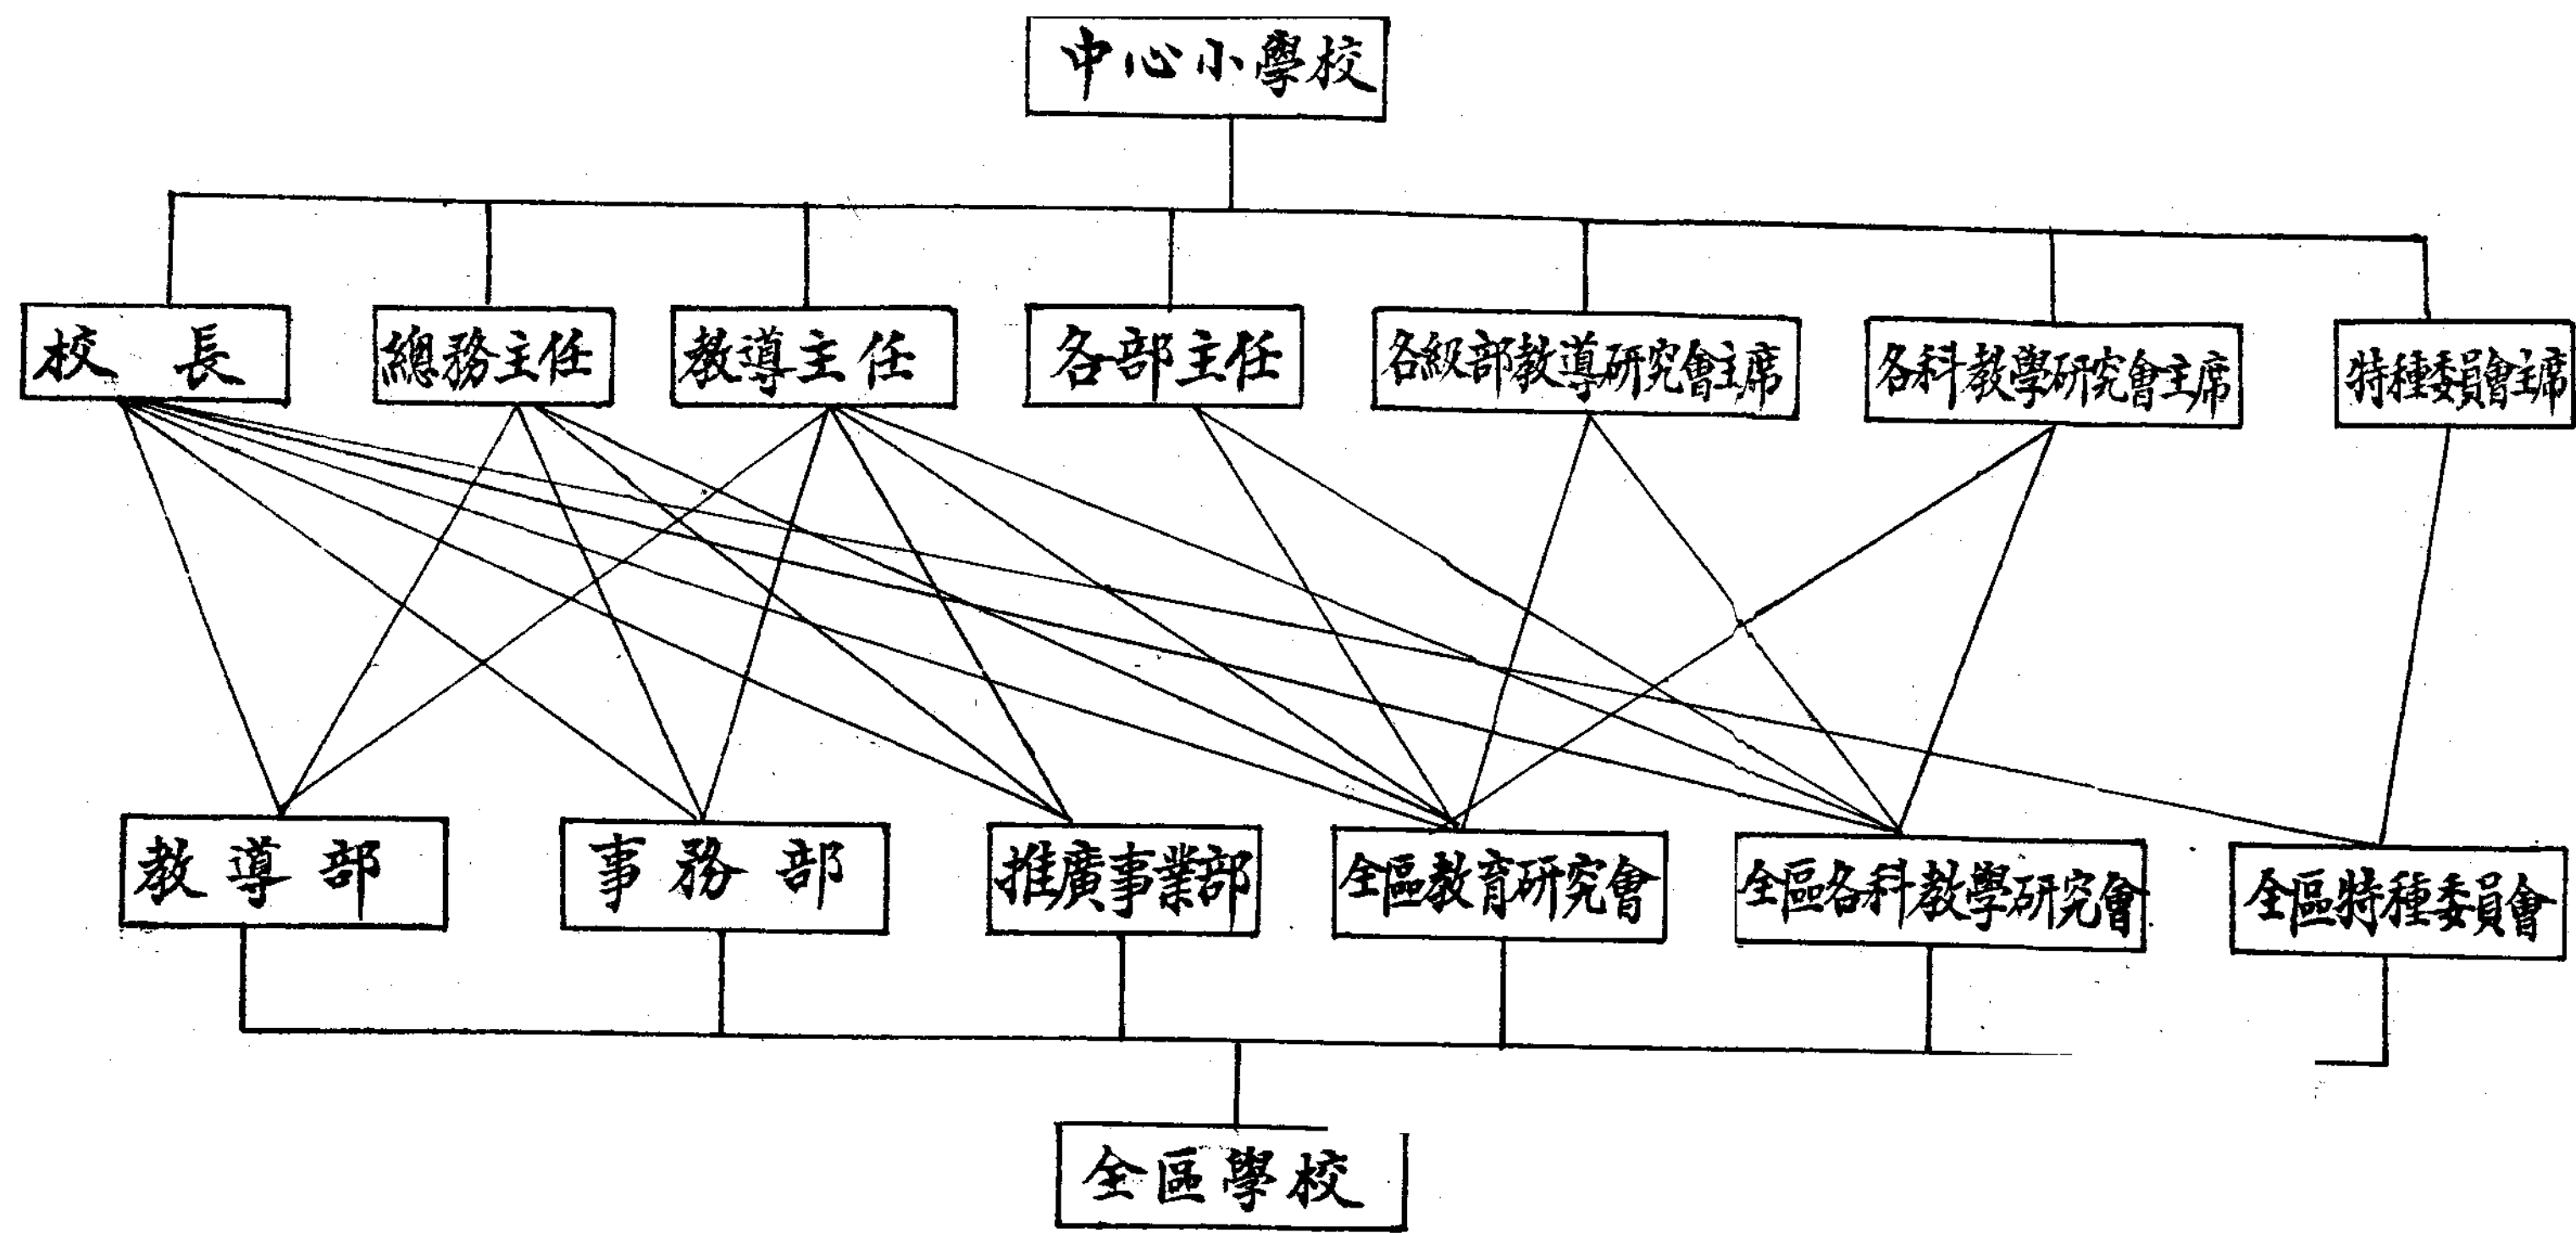 中心小學校
校長
總務主任
教導主任
各部主任
各級部教導研究會主席
各科教學研究會主席
特種委員會主席
教導部
事務部
推廣事業部
全區教育研究會
全區各科教學研究會
全區特種委員會
全區學校